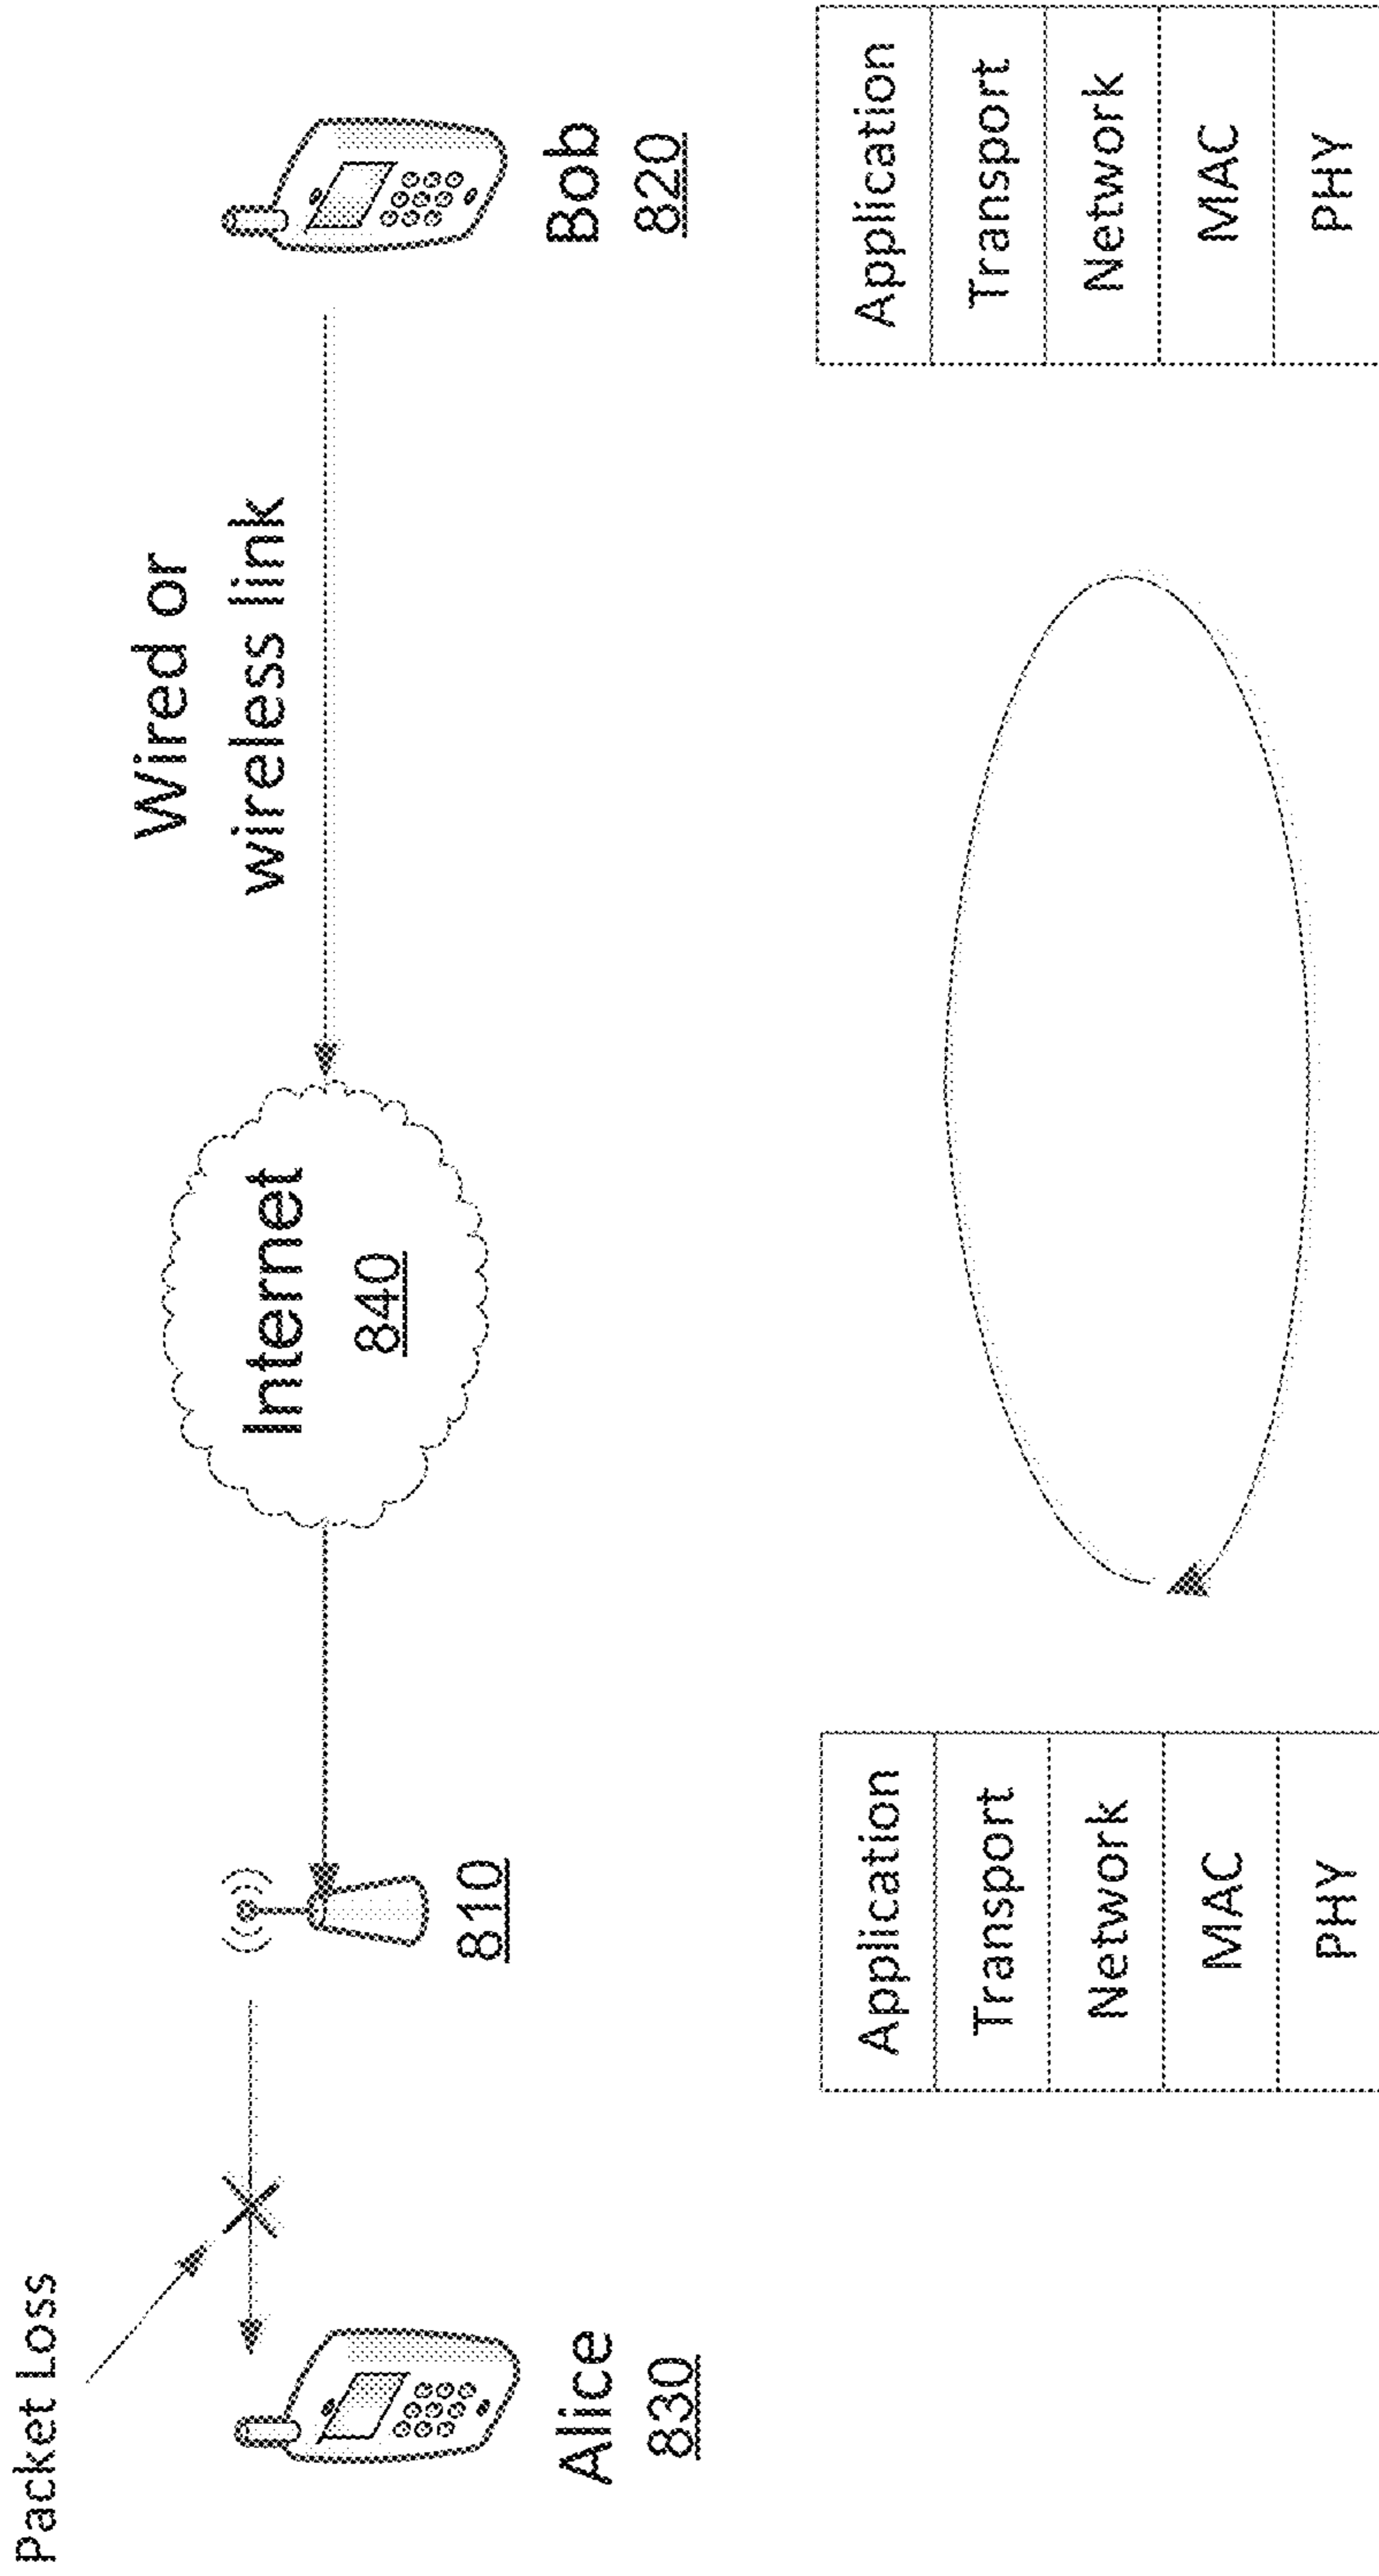 Packet Loss
Wired or
wireless link
Internet
840
810
Alice
830
Bob
820
Application
Transport
Network
MAC
PHY
Application
Transport
Network
MAC
PHY